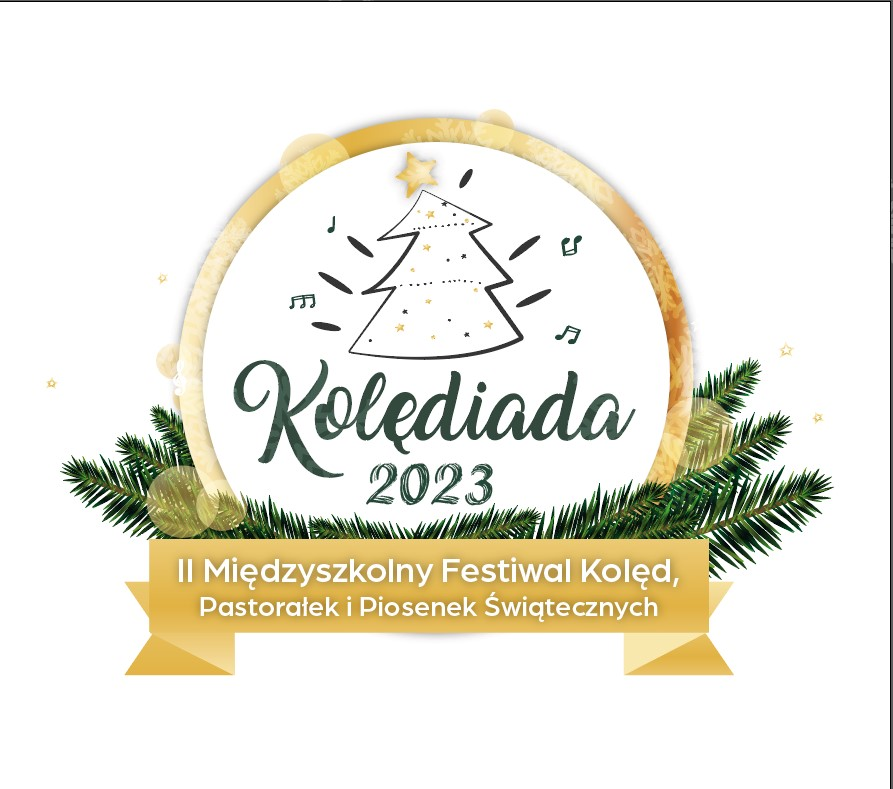 Kolędiada
2023
II Międzyszkolny Festiwal Kolęd,
Pastorałek i Piosenek Świątecznych